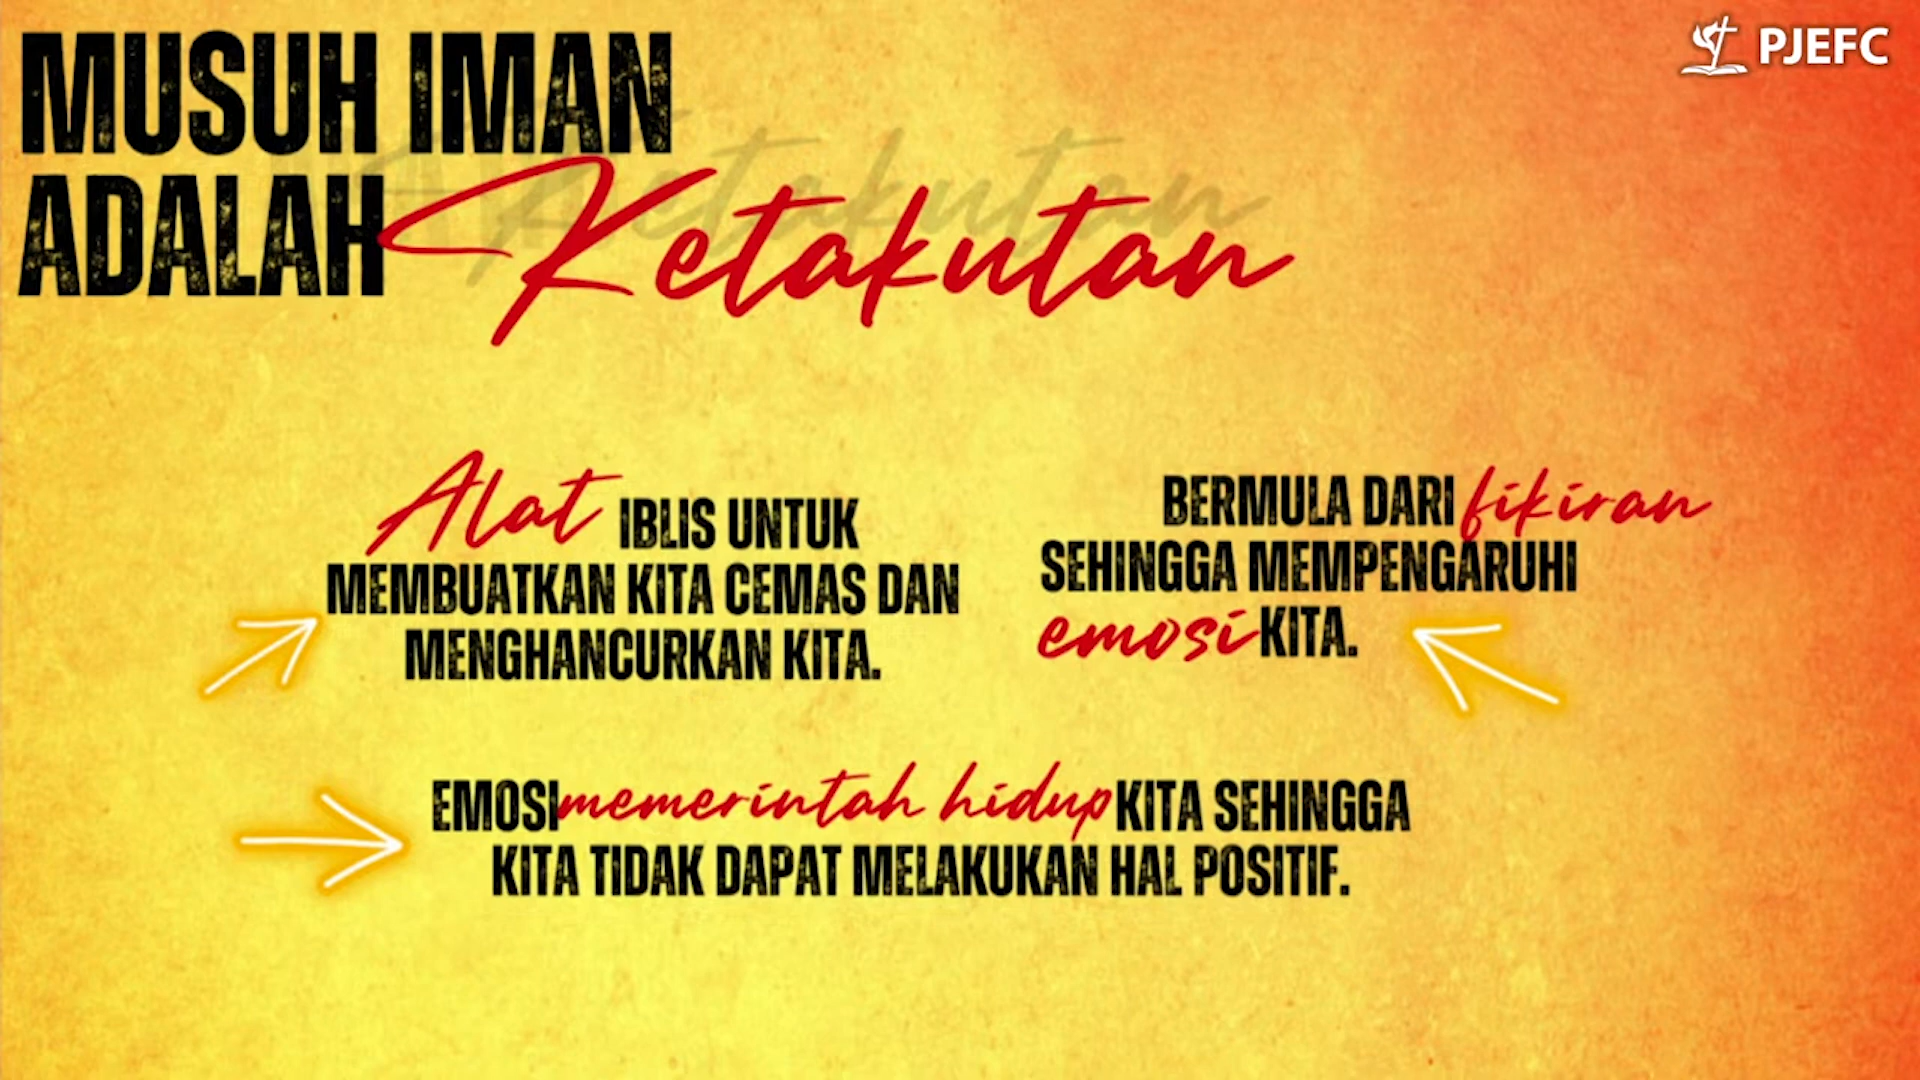 MUSUH IMAN
ADALAH Ketakutan
PJEFC
Alat IBLIS UNTUK
MEMBUATKAN KITA CEMAS DAN
MENGHANCURKAN KITA.
BERMULA DARI fikiran
SEHINGGA MEMPENGARUHI
emosi KITA.
EMOSI memerintah hidup KITA SEHINGGA
KITA TIDAK DAPAT MELAKUKAN HAL POSITIF.